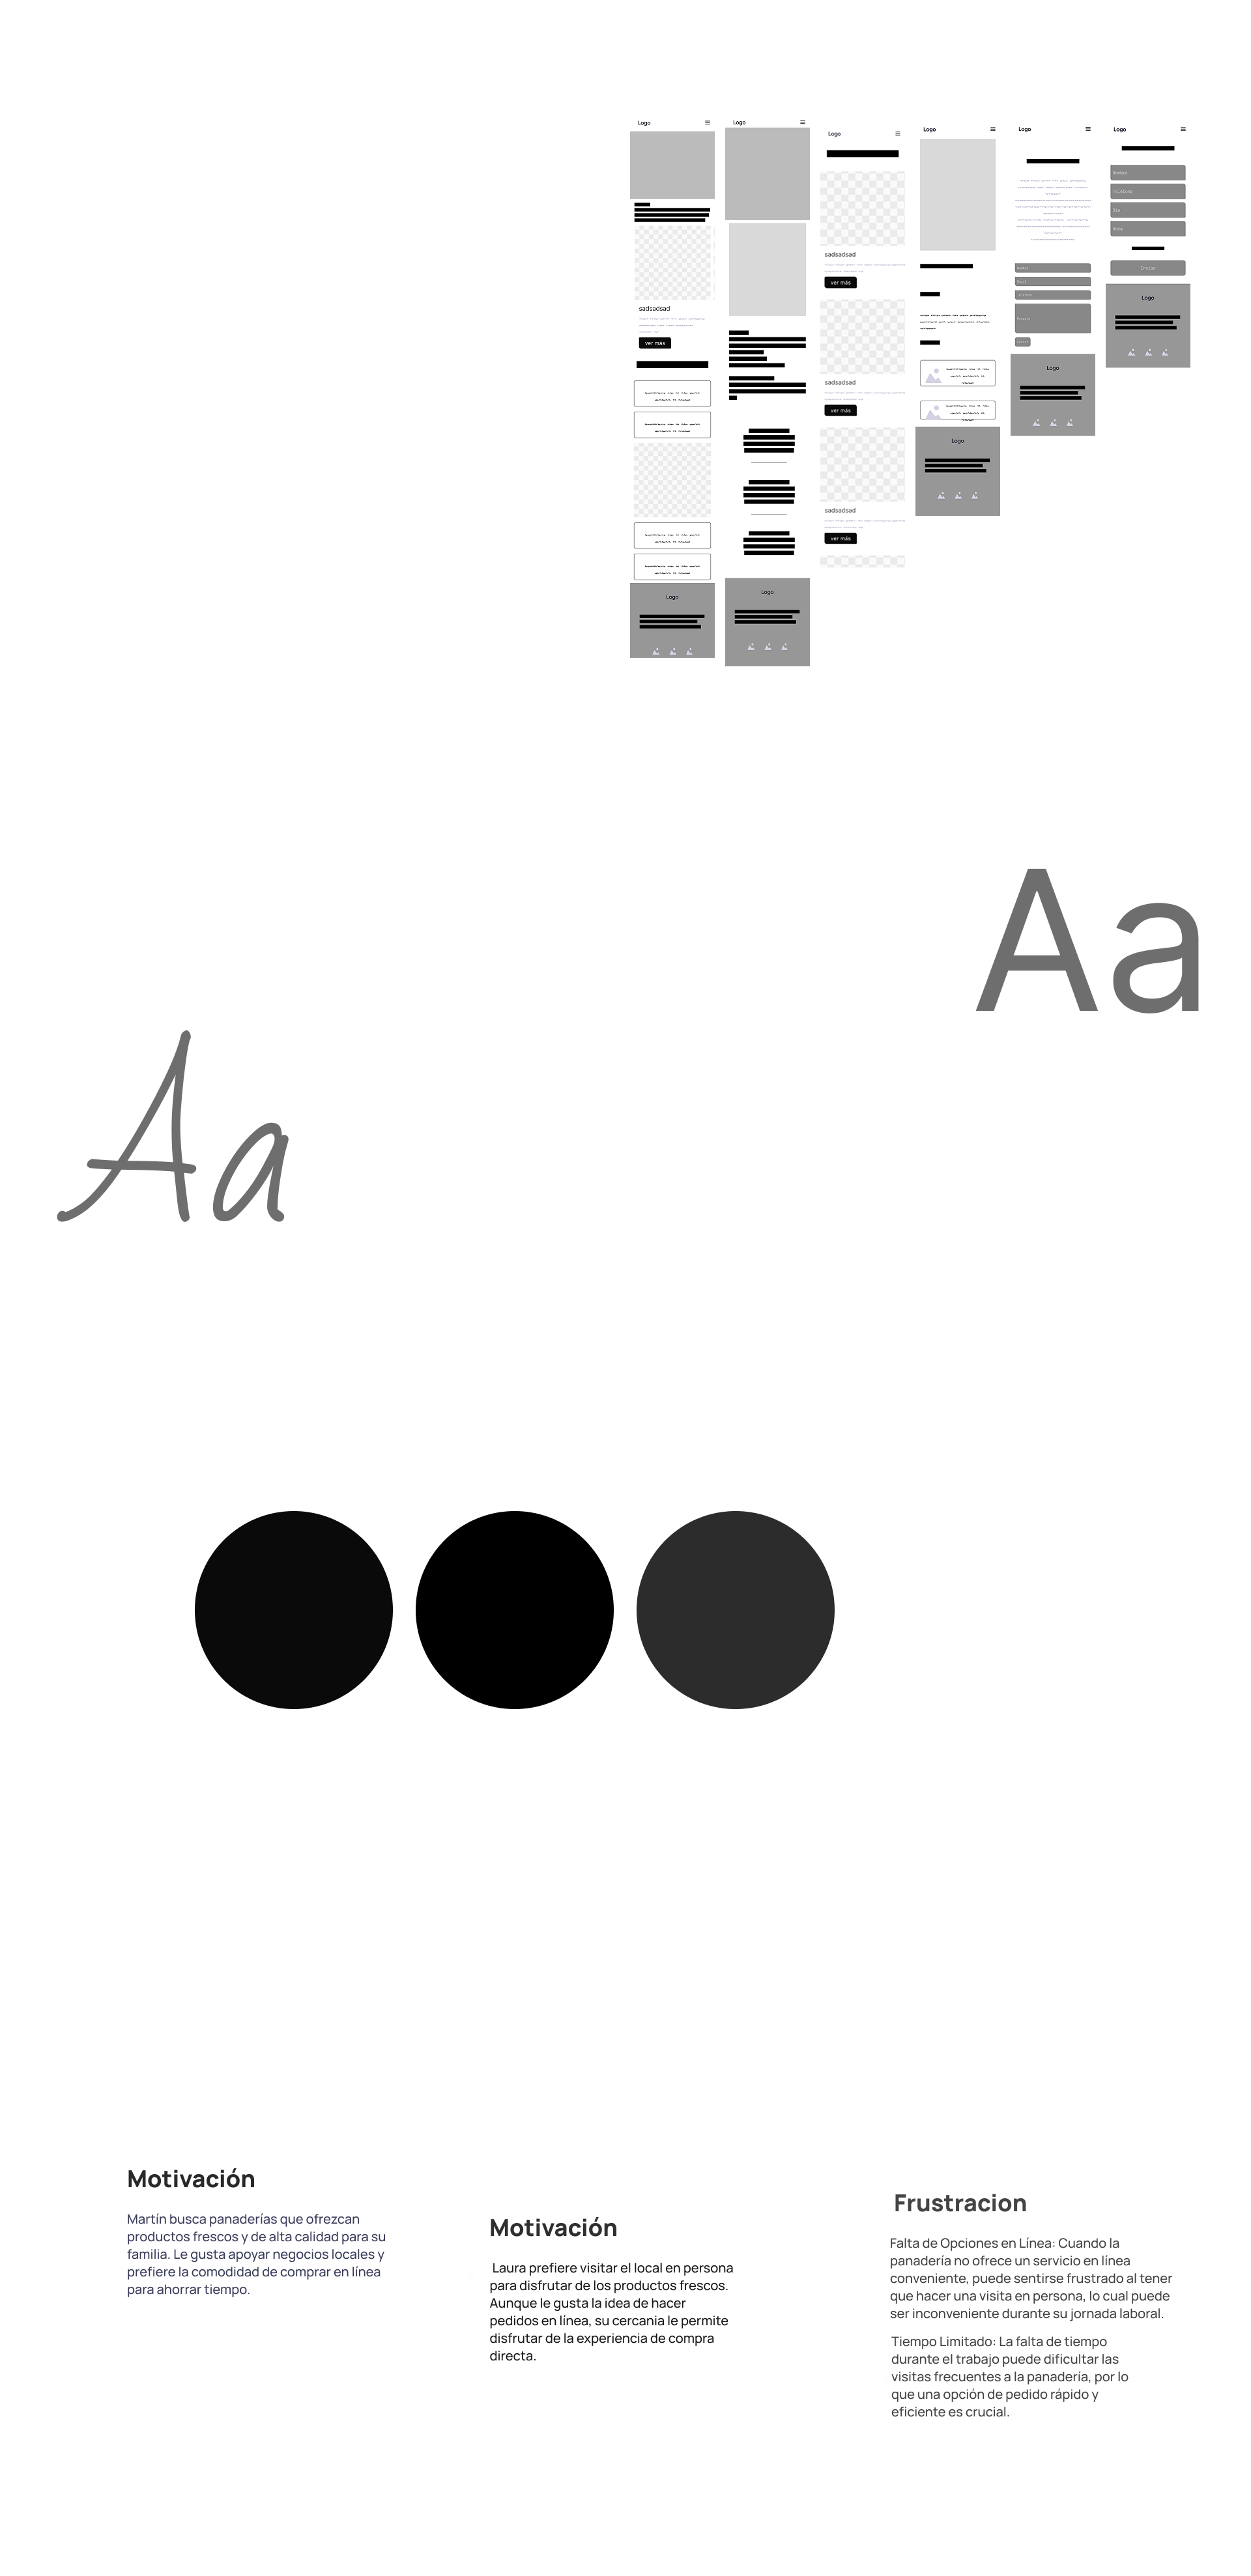 Logo
sadsadsad
ver más
Logo
Logo
Logo
Logo
sadsadsad
ver más
sadsadsad
ver más
sadsadsad
ver más
Logo
Logo
Logo
Logo
Logo
Nombre
Teléfono
Dia
Hora
Enviar
Logo
Aa
Aa
Motivación
Martín busca panaderías que ofrezcan
productos frescos y de alta calidad para su
familia. Le gusta apoyar negocios locales y
prefiere la comodidad de comprar en línea
para ahorrar tiempo.
Motivación
Laura prefiere visitar el local en persona
para disfrutar de los productos frescos.
Aunque le gusta la idea de hacer
pedidos en línea, su cercania le permite
disfrutar de la experiencia de compra
directa.
Frustracion
Falta de Opciones en Línea: Cuando la
panadería no ofrece un servicio en línea
conveniente, puede sentirse frustrado al tener
que hacer una visita en persona, lo cual puede
ser inconveniente durante su jornada laboral.
Tiempo Limitado: La falta de tiempo
durante el trabajo puede dificultar las
visitas frecuentes a la panadería, por lo
que una opción de pedido rápido y
eficiente es crucial.